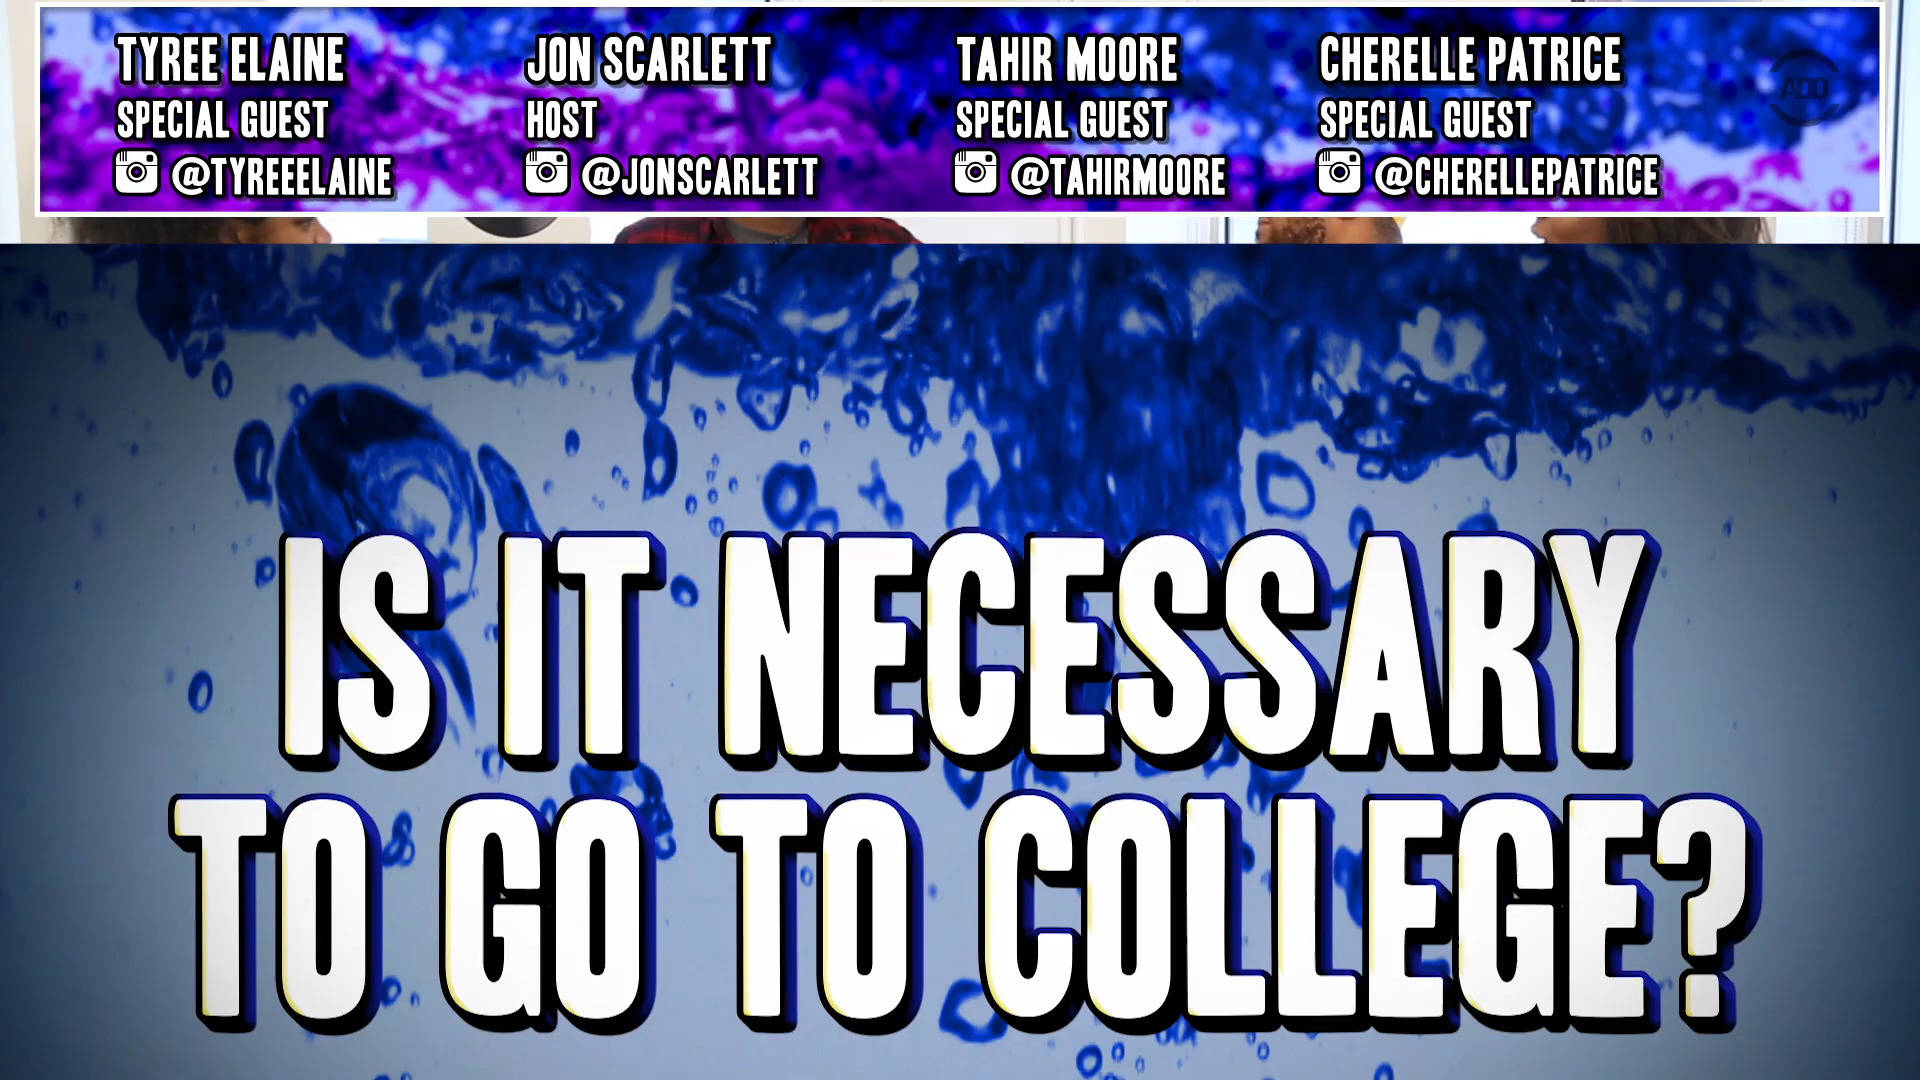 TYREE ELAINE
SPECIAL GUEST
@TYREEELAINE
JON SCARLETT
HOST
@JONSCARLETT
TAHIR MOORE
SPECIAL GUEST
@TAHIRMOORE
CHERELLE PATRICE
SPECIAL GUEST
@CHERELLEPATRICE
ADD
IS IT NECESSARY
TO GO TO COLLEGE?